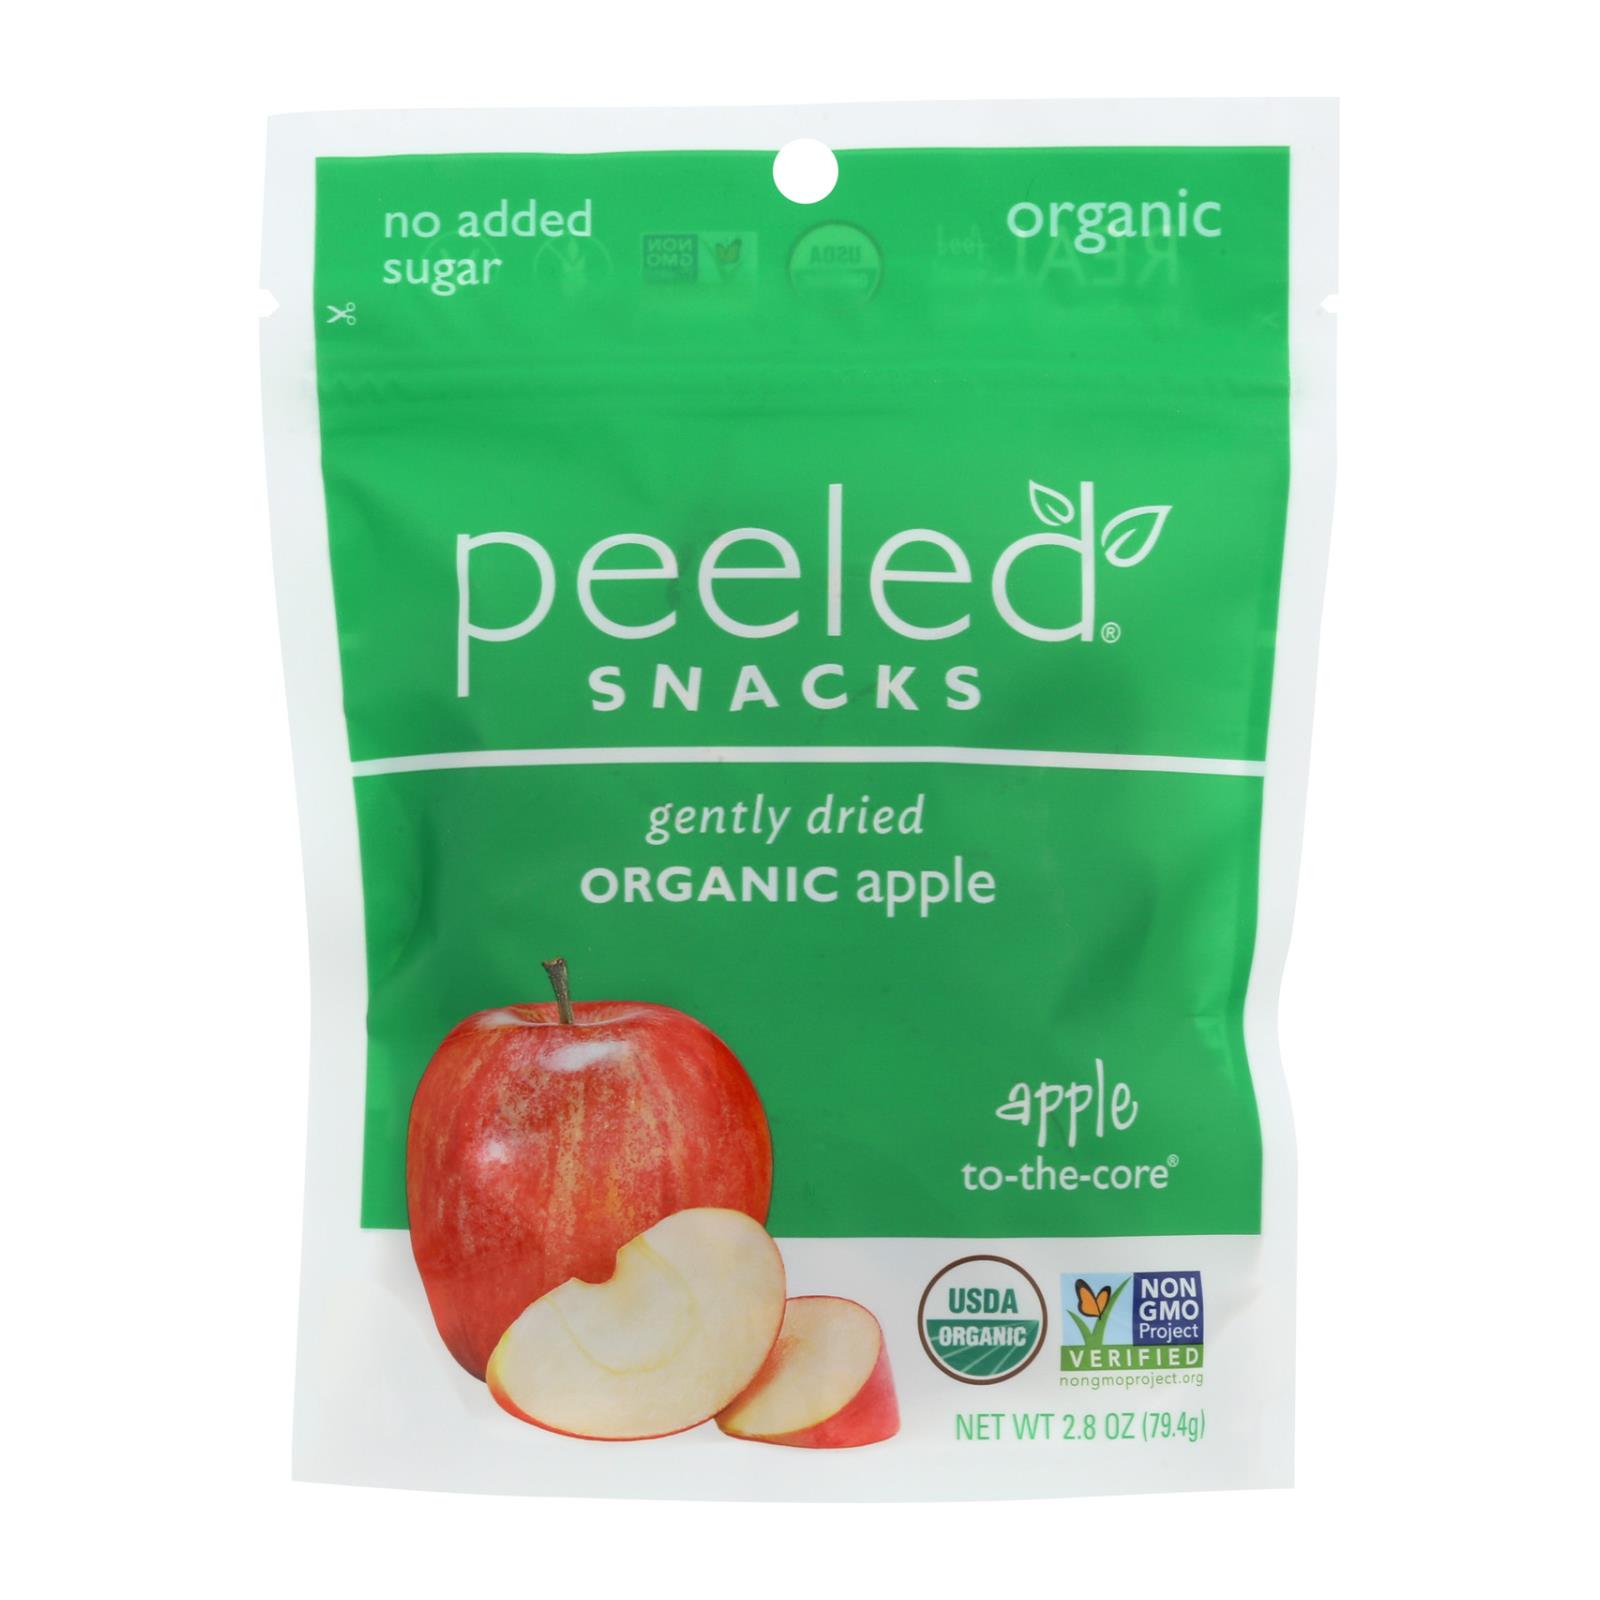 no added
sugar
organic
peeled®
SNACKS
gently dried
ORGANIC apple
apple
to-the-core®
USDA
ORGANIC
NON
GMO
Project
VERIFIED
nongmoproject.org
NET WT 2.8 OZ (79.4g)